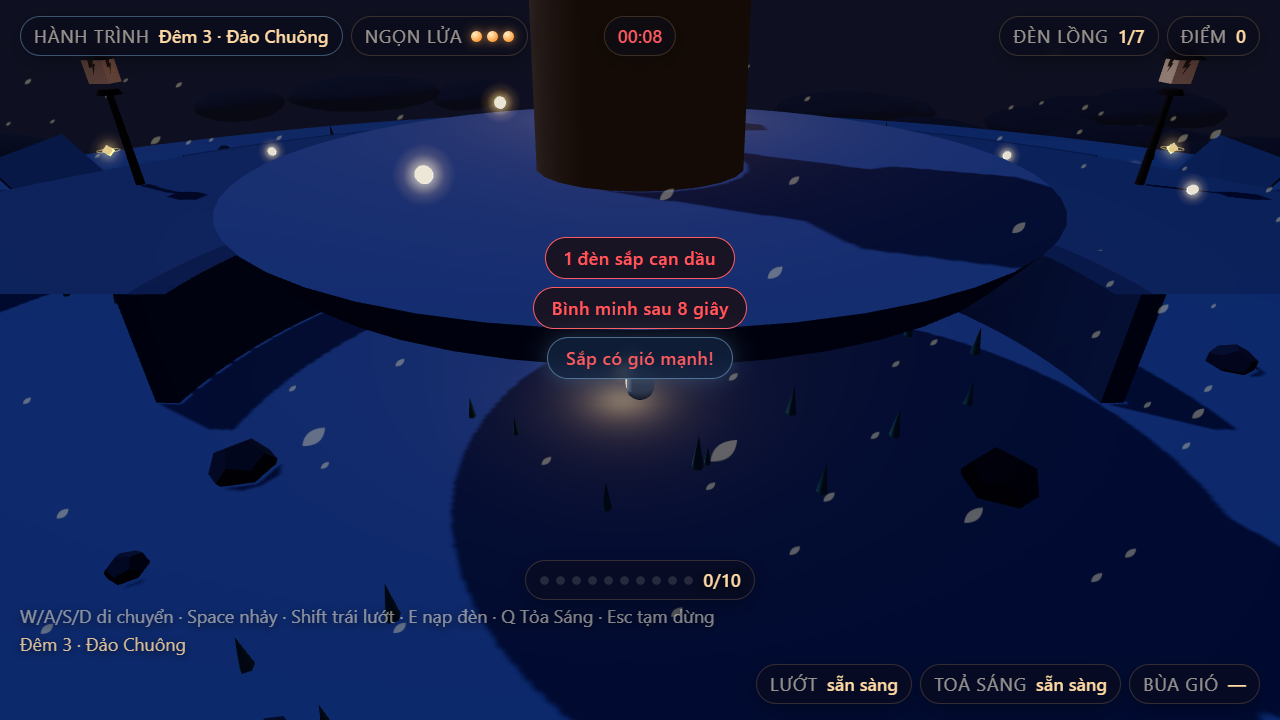 HÀNH TRÌNH Đêm 3 · Đảo Chuông
NGỌN LỬA
00:08
ĐÈN LỒNG 1/7
ĐIỂM 0
1 đèn sắp cạn dầu
Bình minh sau 8 giây
Sắp có gió mạnh!
0/10
W/A/S/D di chuyển · Space nhảy · Shift trái lướt · E nạp đèn · Q Tỏa Sáng · Esc tạm dừng
Đêm 3 · Đảo Chuông
LƯỚT sẵn sàng
TOẢ SÁNG sẵn sàng
BÙA GIÓ —